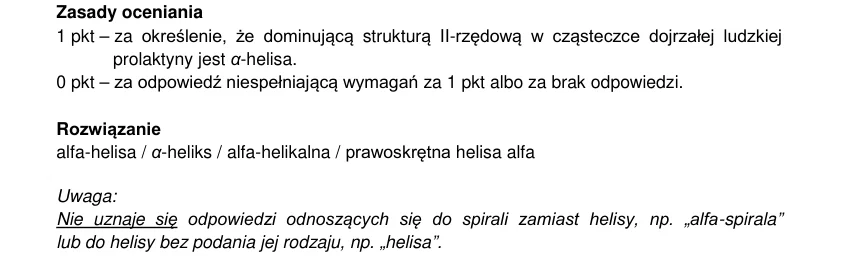 Zasady oceniania
1 pkt – za określenie, że dominującą strukturą II-rzędową w cząsteczce dojrzałej ludzkiej
prolaktyny jest α-helisa.
0 pkt – za odpowiedź niespełniającą wymagań za 1 pkt albo za brak odpowiedzi.
Rozwiązanie
alfa-helisa / α-heliks / alfa-helikalna / prawoskrętna helisa alfa
Uwaga:
Nie uznaje się odpowiedzi odnoszących się do spirali zamiast helisy, np. „alfa-spirala”
lub do helisy bez podania jej rodzaju, np. „helisa”.